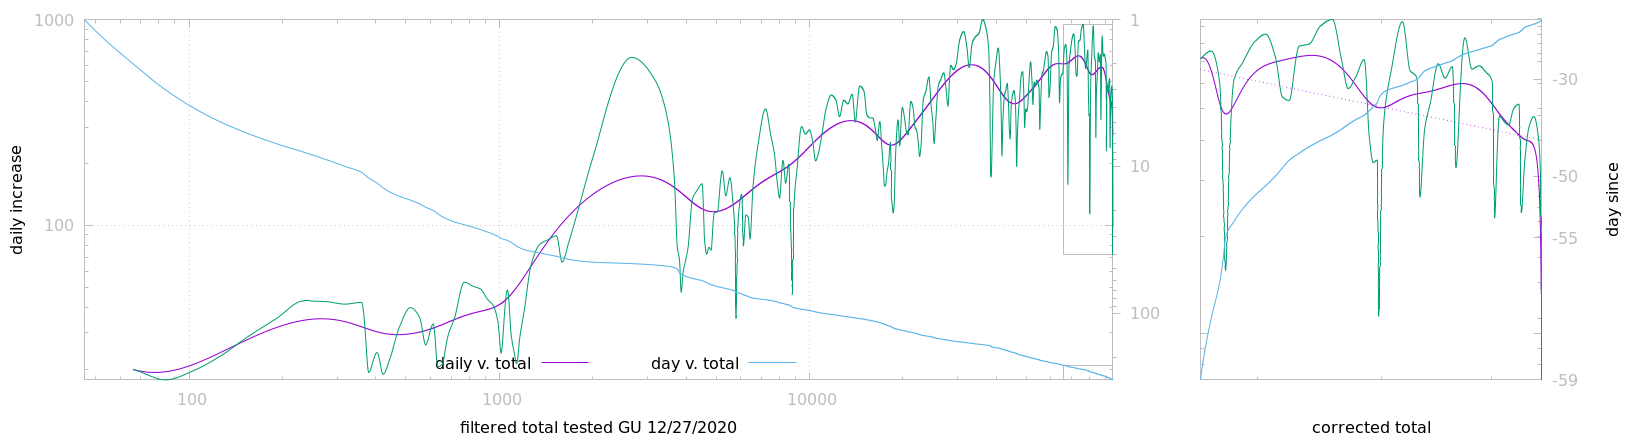 1000
100
daily increase
100
1000
10000
filtered total tested GU 12/27/2020
daily v. total
day v. total
1
10
100
-30
-50
-55
-59
day since
corrected total